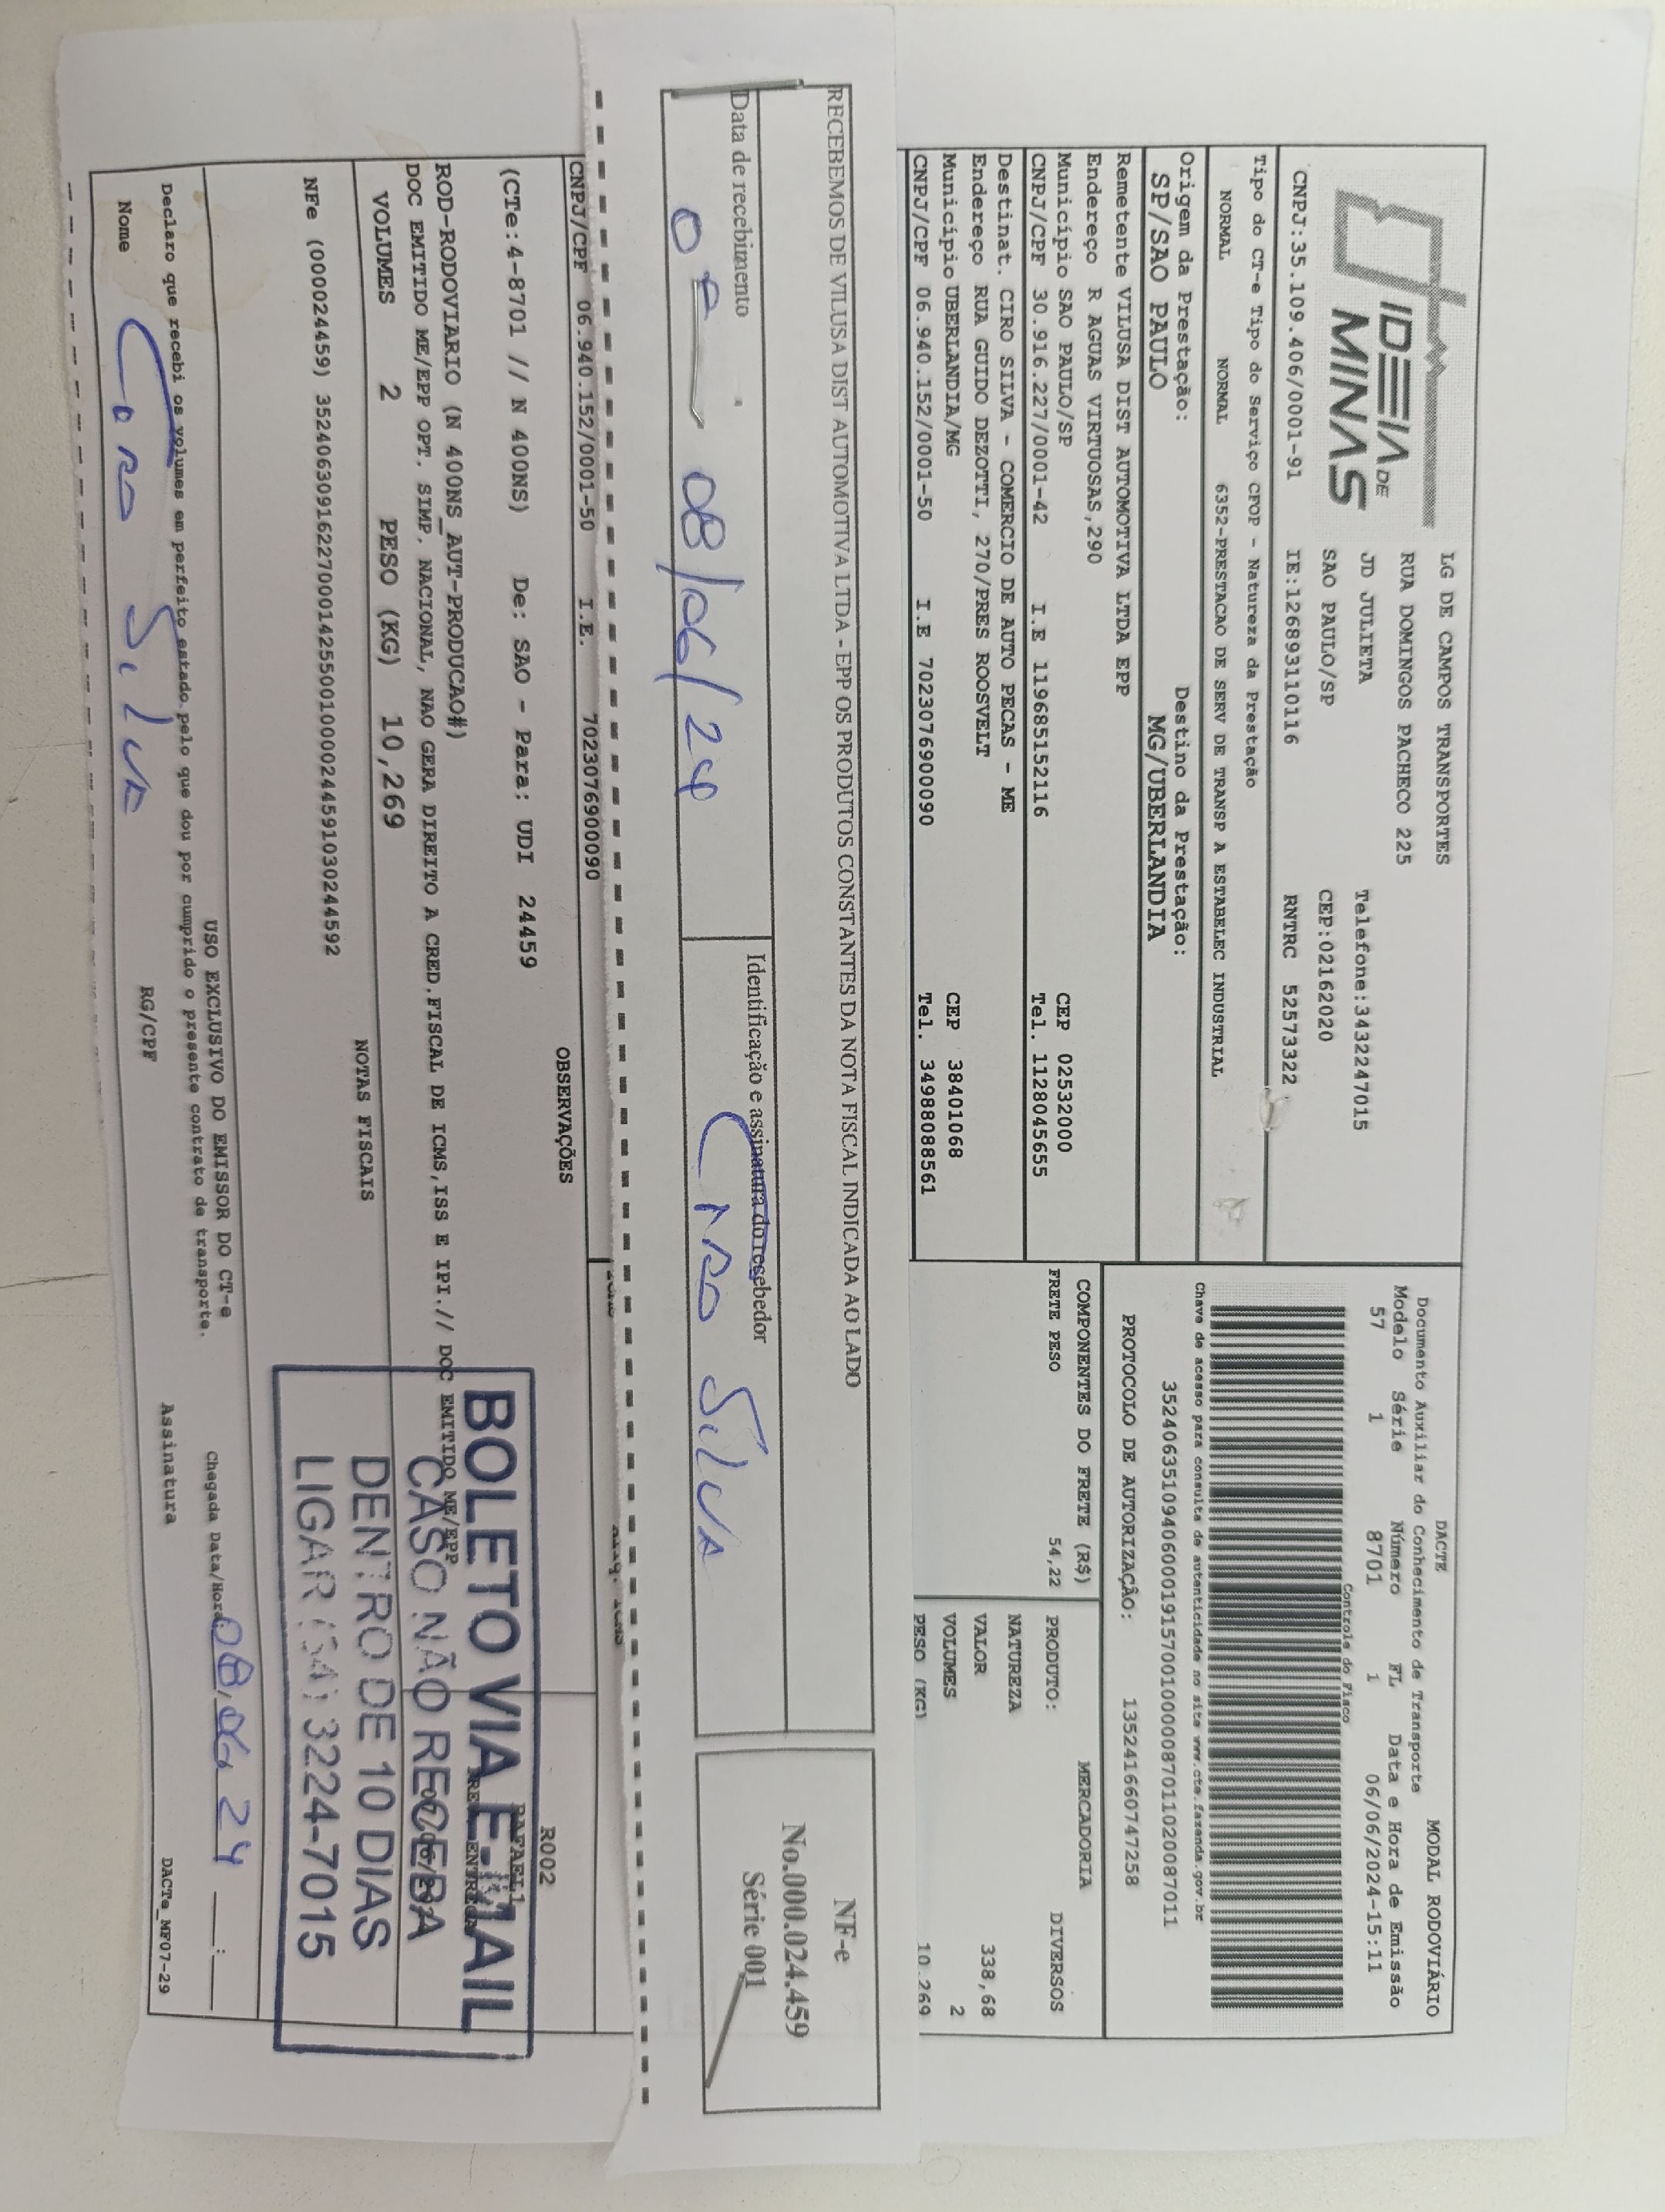 IDEIA DE
MINAS
LG DE CAMPOS TRANSPORTES
RUA DOMINGOS PACHECO 225
JD JULIETA
Telefone:3432247015
SAO PAULO/SP
CEP:02162020
CNPJ:35.109.406/0001-91
IE:126893110116
RNTRC 52573322
Tipo do CT-e Tipo do Serviço CFOP - Natureza da Prestação
NORMAL NORMAL 6352-PRESTACAO DE SERV DE TRANSP A ESTABELEC INDUSTRIAL
Origem da Prestação: Destino da Prestação:
SP/SAO PAULO MG/UBERLANDIA
Remetente VILUSA DIST AUTOMOTIVA LTDA EPP
Endereço R AGUAS VIRTUOSAS,290
Município SAO PAULO/SP CEP 02532000
CNPJ/CPF 30.916.227/0001-42 I.E 119685152116 Tel. 1128045655
Destinat. CIRO SILVA - COMERCIO DE AUTO PECAS - ME
Endereço RUA GUIDO DEZOTTI, 270/PRES ROOSVELT
Municipio UBERLANDIA/MG CEP 38401068
CNPJ/CPF 06.940.152/0001-50 I.E 7023076900090 Tel. 34988088561
DACTE
MODAL RODOVIÁRIO
Documento Auxiliar do Conhecimento de Transporte
Modelo Série Número FL Data e Hora de Emissão
57 1 8701 1 06/06/2024-15:11
Controle do Fisco
Chave de acesso para consulta de autenticidade no site www.cte.fazenda.gov.br
35240635109406000191570010000087011020087011
PROTOCOLO DE AUTORIZAÇÃO: 135241660747258
COMPONENTES DO FRETE (R$)
FRETE PESO 54,22
MERCADORIA
PRODUTO: DIVERSOS
NATUREZA
VALOR 338,68
VOLUMES 2
PESO (KG) 10.269
RECEBEMOS DE VILUSA DIST AUTOMOTIVA LTDA - EPP OS PRODUTOS CONSTANTES DA NOTA FISCAL INDICADA AO LADO
Data de recebimento
08/06/24
Identificação e assinatura do recebedor
Ciro Silva
NF-e
No.000.024.459
Série 001
CNPJ/CPF 06.940.152/0001-50 I.E. 7023076900090
OBSERVAÇÕES
R002
(CTe:4-8701 // N 400NS) De: SAO - Para: UDI 24459
ROD-RODOVIARIO (N 400NS_AUT-PRODUCAO#)
DOC EMITIDO ME/EPP OPT. SIMP. NACIONAL, NAO GERA DIREITO A CRED.FISCAL DE ICMS,ISS E IPI.// DOC EMITIDO ME/EPP
VOLUMES 2 PESO (KG) 10,269
NOTAS FISCAIS
NFe (000024459) 35240630916227000142550010000244591030244592
BOLETO VIA E-MAIL
CASO NÃO RECEBA
DENTRO DE 10 DIAS
LIGAR (34) 3224-7015
USO EXCLUSIVO DO EMISSOR DO CT-e
Declaro que recebi os volumes em perfeito estado pelo que dou por cumprido o presente contrato de transporte.
Chegada Data/Hora 08/06/24 ___:___
Nome Ciro Silva RG/CPF Assinatura
DACTe_MF07-29